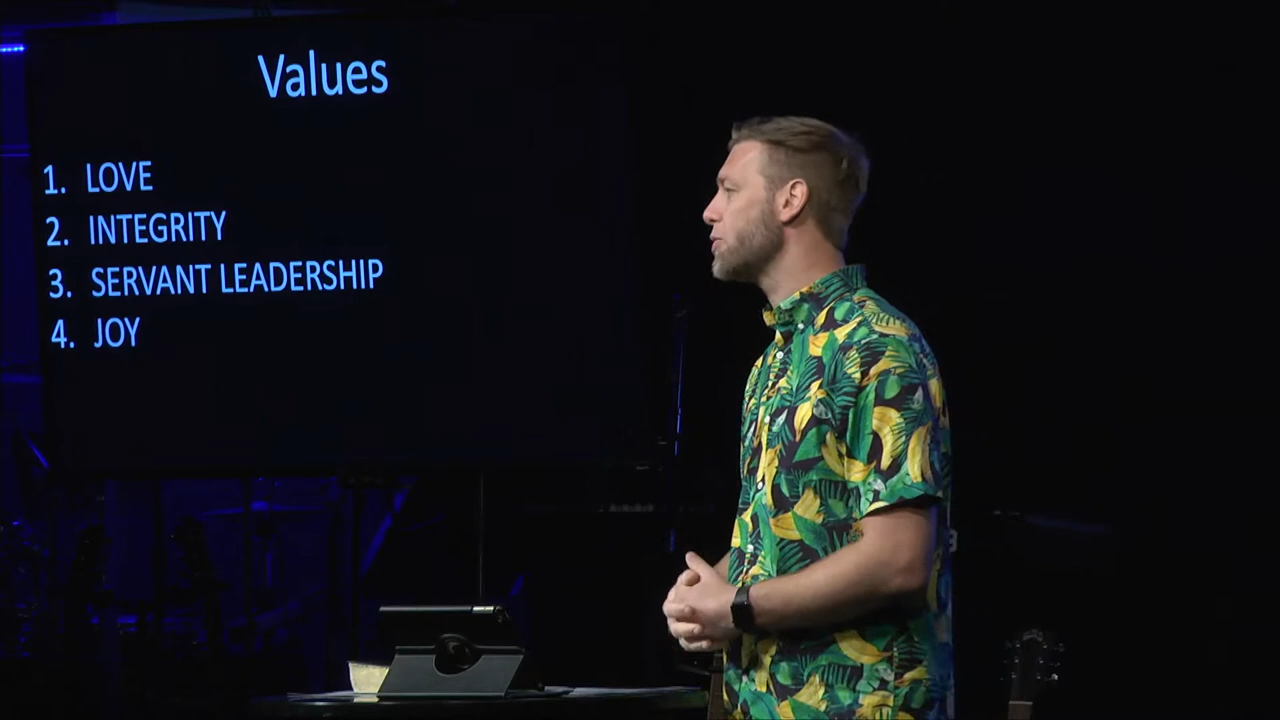 Values
1. LOVE
2. INTEGRITY
3. SERVANT LEADERSHIP
4. JOY